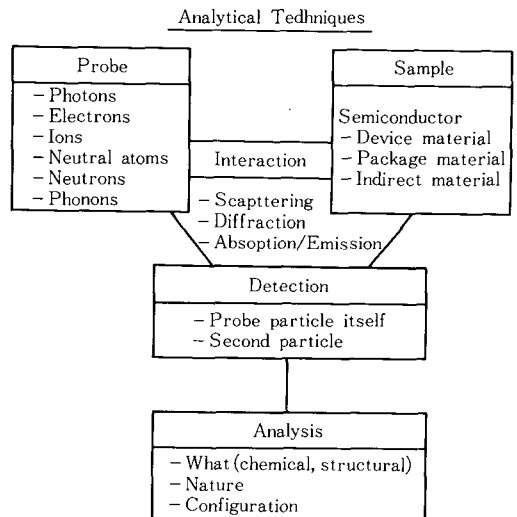 Analytical Tedhniques
Probe
– Photons
– Electrons
– Ions
– Neutral atoms
– Neutrons
– Phonons
Sample
Semiconductor
– Device material
– Package material
– Indirect material
Interaction
– Scapttering
– Diffraction
– Absoption/Emission
Detection
– Probe particle itself
– Second particle
Analysis
– What (chemical, structural)
– Nature
– Configuration